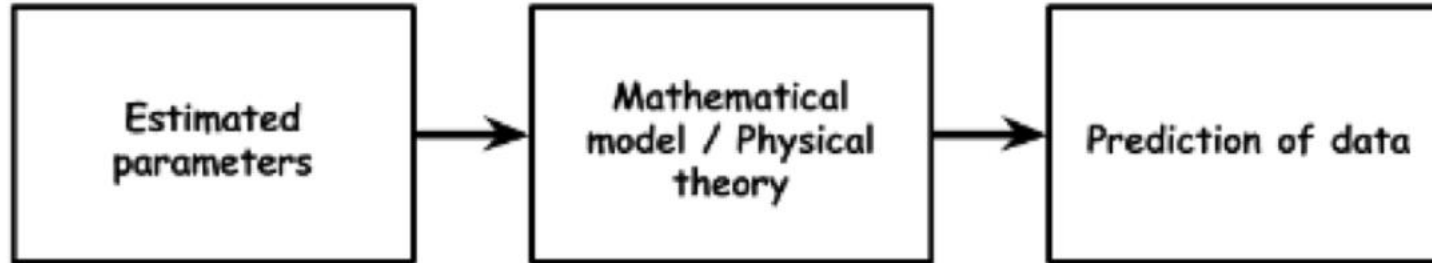 Estimated
parameters
Mathematical
model / Physical
theory
Prediction of data